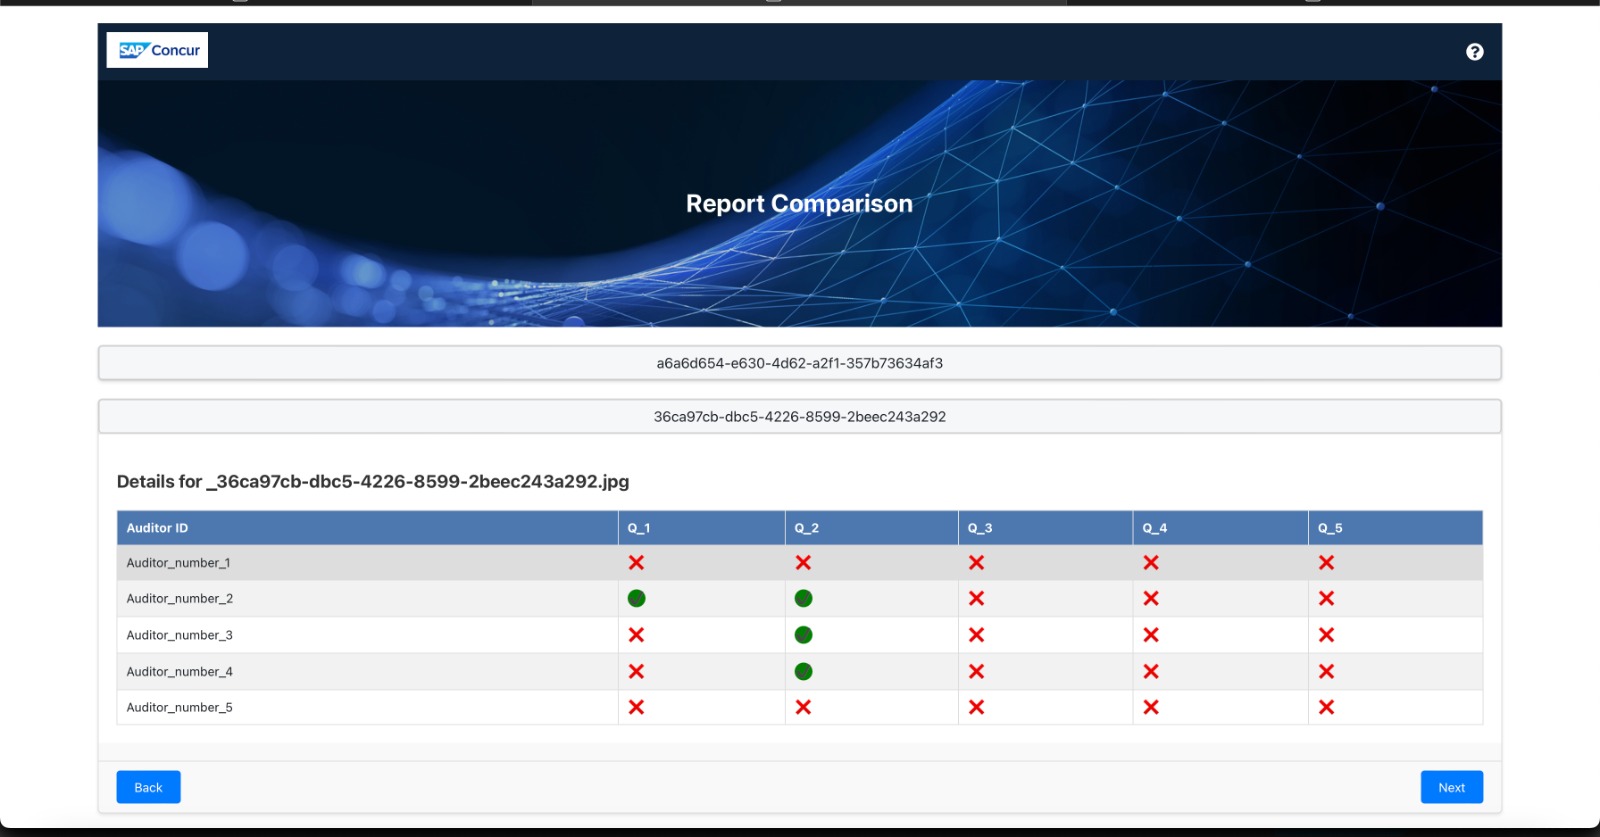 SAP Concur
?
Report Comparison
a6a6d654-e630-4d62-a2f1-357b73634af3
36ca97cb-dbc5-4226-8599-2beec243a292
Details for _36ca97cb-dbc5-4226-8599-2beec243a292.jpg
Auditor ID Q_1 Q_2 Q_3 Q_4 Q_5
Auditor_number_1
Auditor_number_2
Auditor_number_3
Auditor_number_4
Auditor_number_5
Back Next